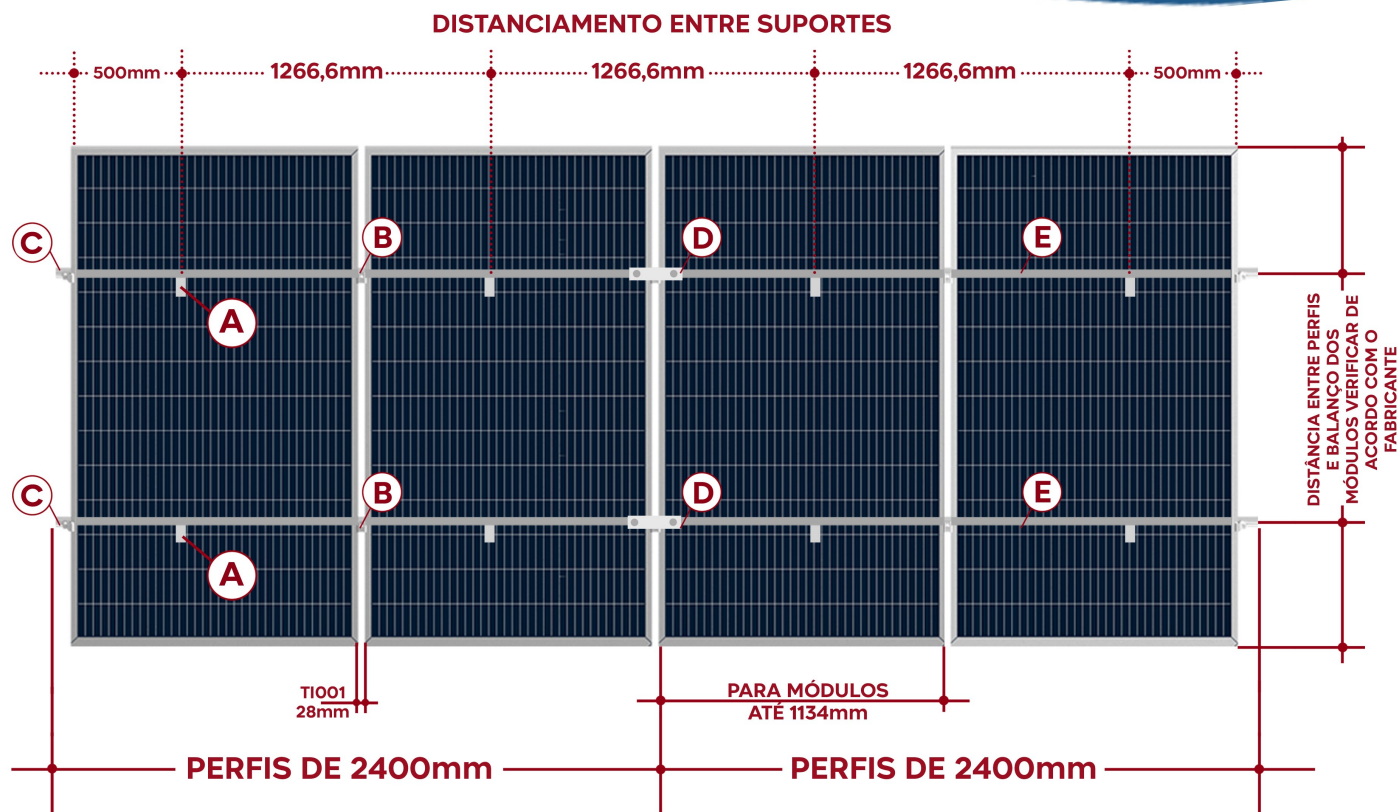 DISTANCIAMENTO ENTRE SUPORTES
500mm
1266,6mm
1266,6mm
1266,6mm
500mm
C
B
D
E
A
C
B
D
E
A
DISTÂNCIA ENTRE PERFIS
E BALANÇO DOS
MÓDULOS VERIFICAR DE
ACORDO COM O
FABRICANTE
TI001
28mm
PARA MÓDULOS
ATÉ 1134mm
PERFIS DE 2400mm
PERFIS DE 2400mm